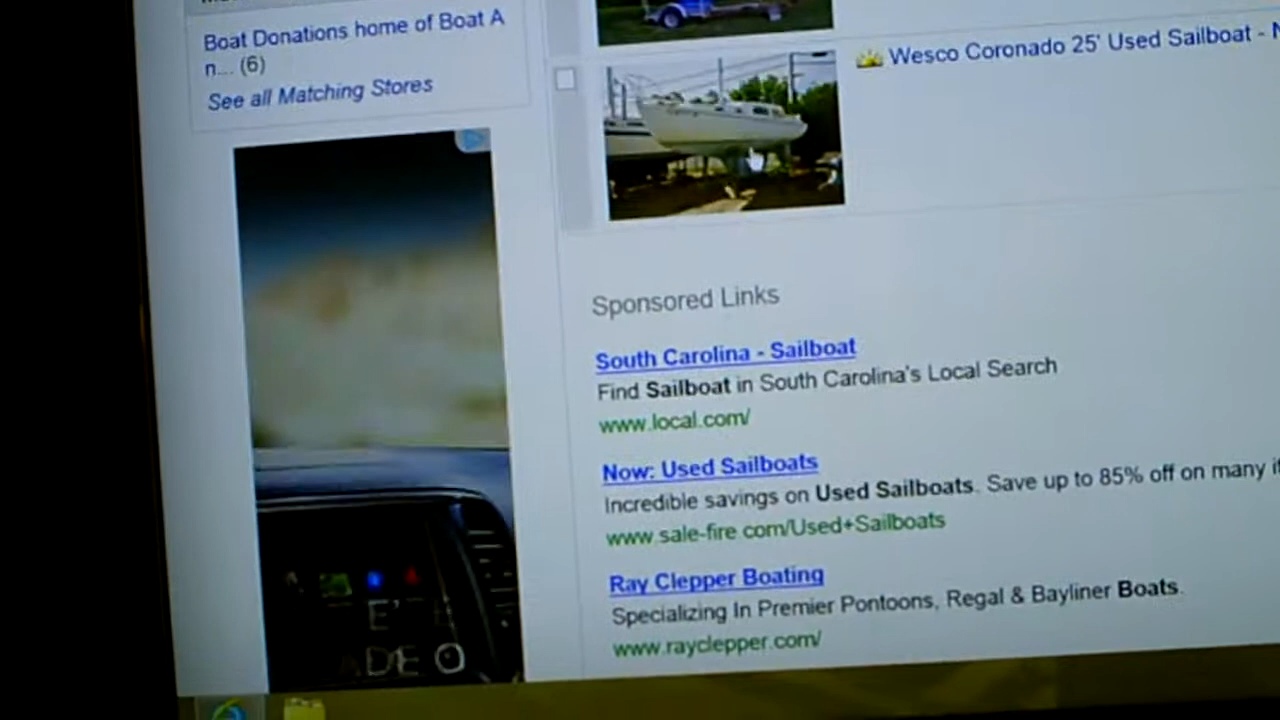 Boat Donations home of Boat A
n... (6)
See all Matching Stores
Wesco Coronado 25' Used Sailboat -
Sponsored Links
South Carolina - Sailboat
Find Sailboat in South Carolina's Local Search
www.local.com/
Now: Used Sailboats
Incredible savings on Used Sailboats. Save up to 85% off on many
www.sale-fire.com/Used+Sailboats
Ray Clepper Boating
Specializing In Premier Pontoons, Regal & Bayliner Boats.
www.rayclepper.com/